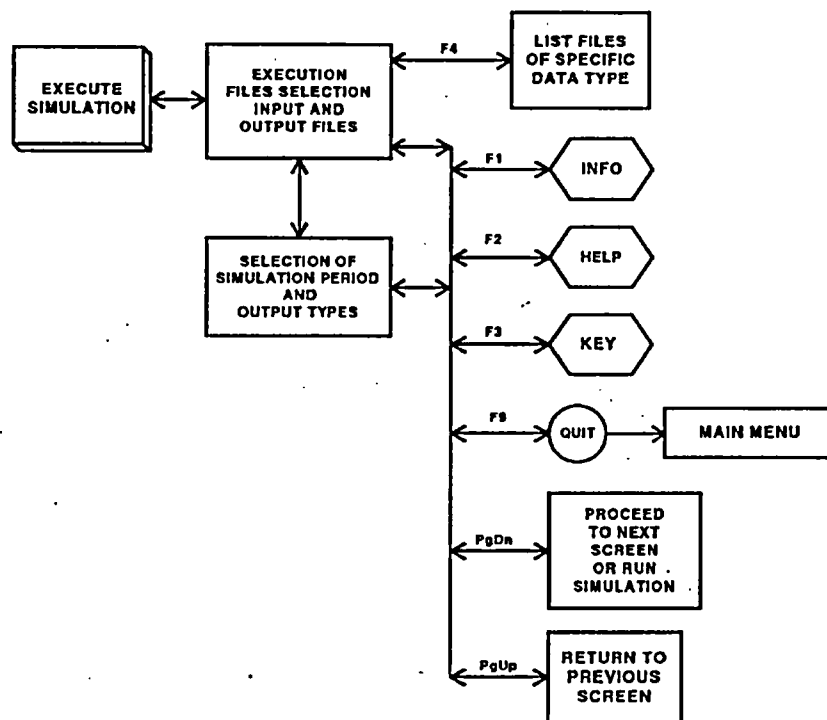 EXECUTE
SIMULATION
EXECUTION
FILES SELECTION
INPUT AND
OUTPUT FILES
F4
LIST FILES
OF SPECIFIC
DATA TYPE
F1
INFO
F2
HELP
SELECTION OF
SIMULATION PERIOD
AND
OUTPUT TYPES
F3
KEY
F9
QUIT
MAIN MENU
PgDn
PROCEED
TO NEXT
SCREEN
OR RUN
SIMULATION
PgUp
RETURN TO
PREVIOUS
SCREEN